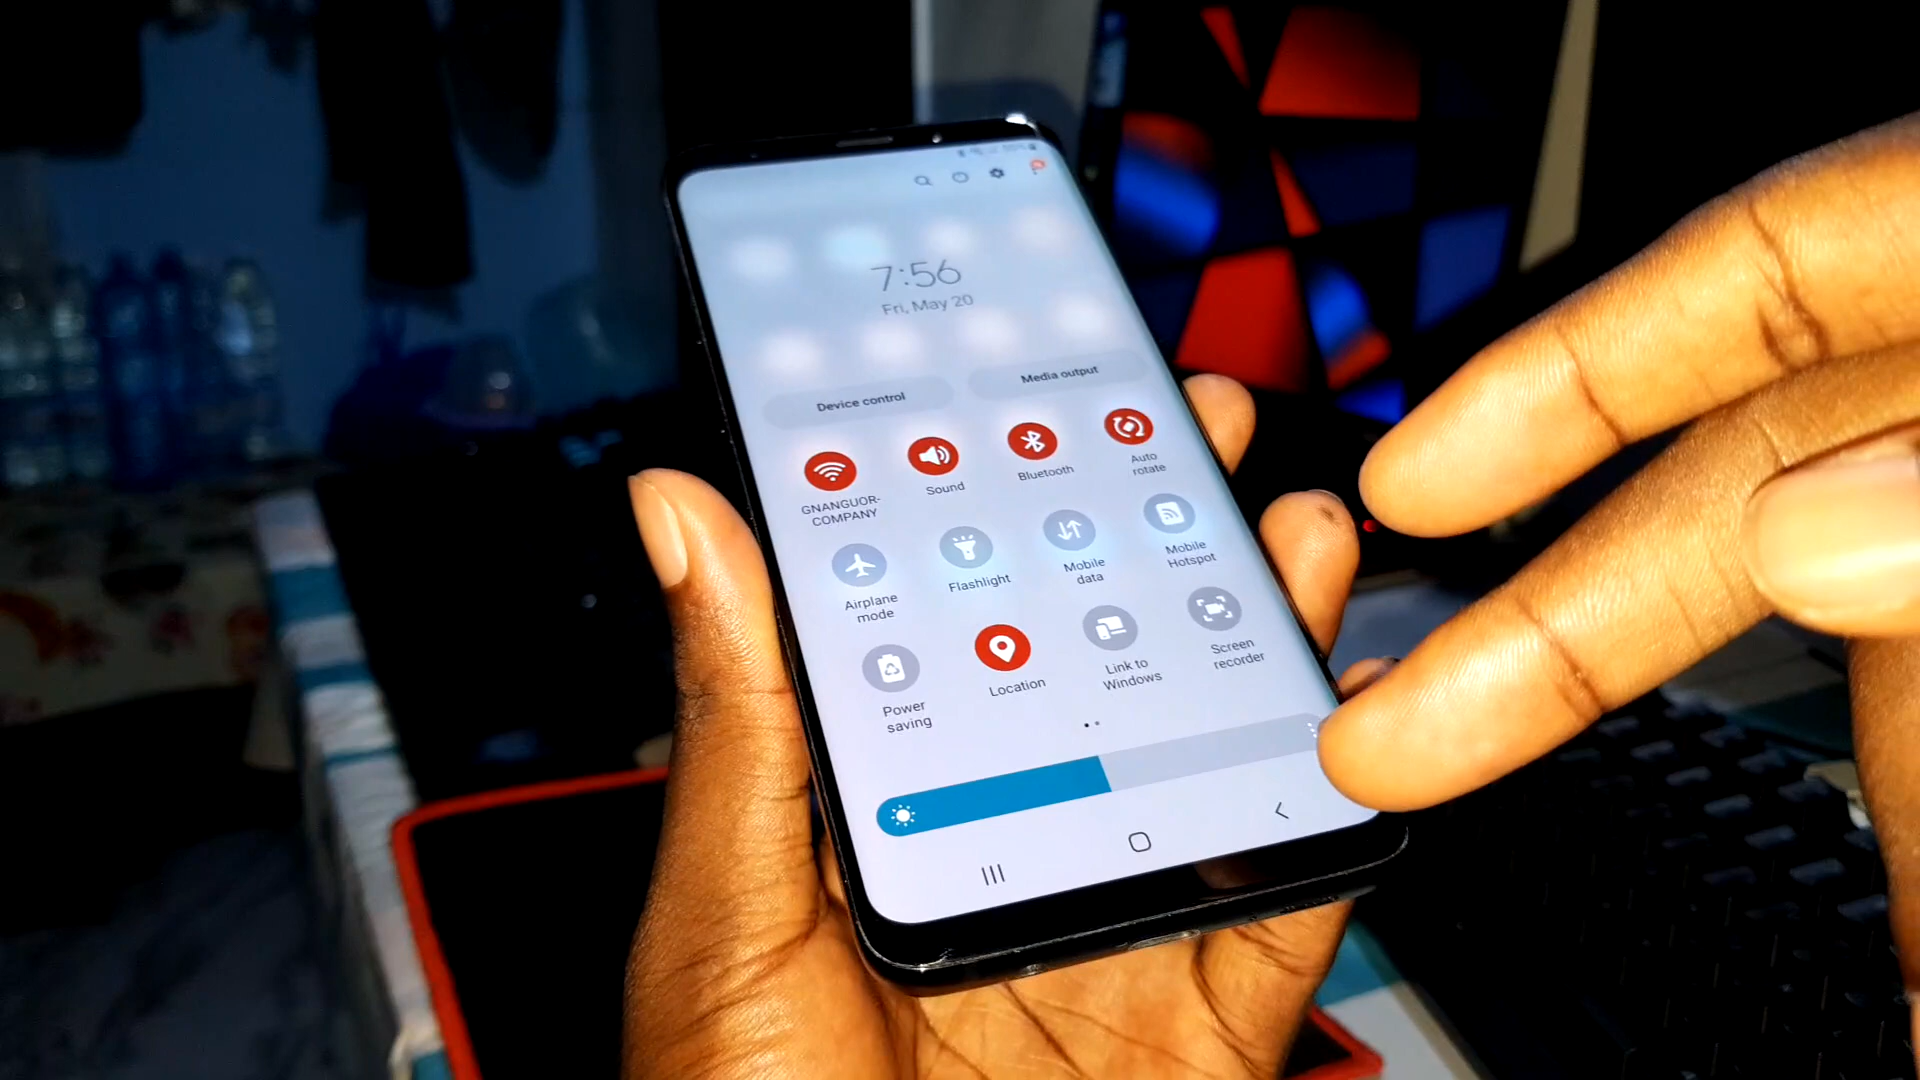 7:56
Fri, May 20
Device control
Media output
GNANGUOR-
COMPANY
Sound
Bluetooth
Auto
rotate
Airplane
mode
Flashlight
Mobile
data
Mobile
Hotspot
Power
saving
Location
Link to
Windows
Screen
recorder